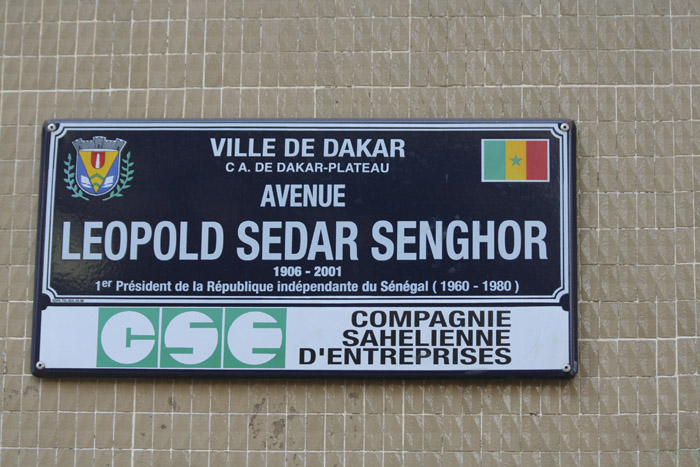 VILLE DE DAKAR
C A. DE DAKAR-PLATEAU
AVENUE
LEOPOLD SEDAR SENGHOR
1906 - 2001
1er Président de la République indépendante du Sénégal ( 1960 - 1980 )
CSE
COMPAGNIE
SAHELIENNE
D'ENTREPRISES